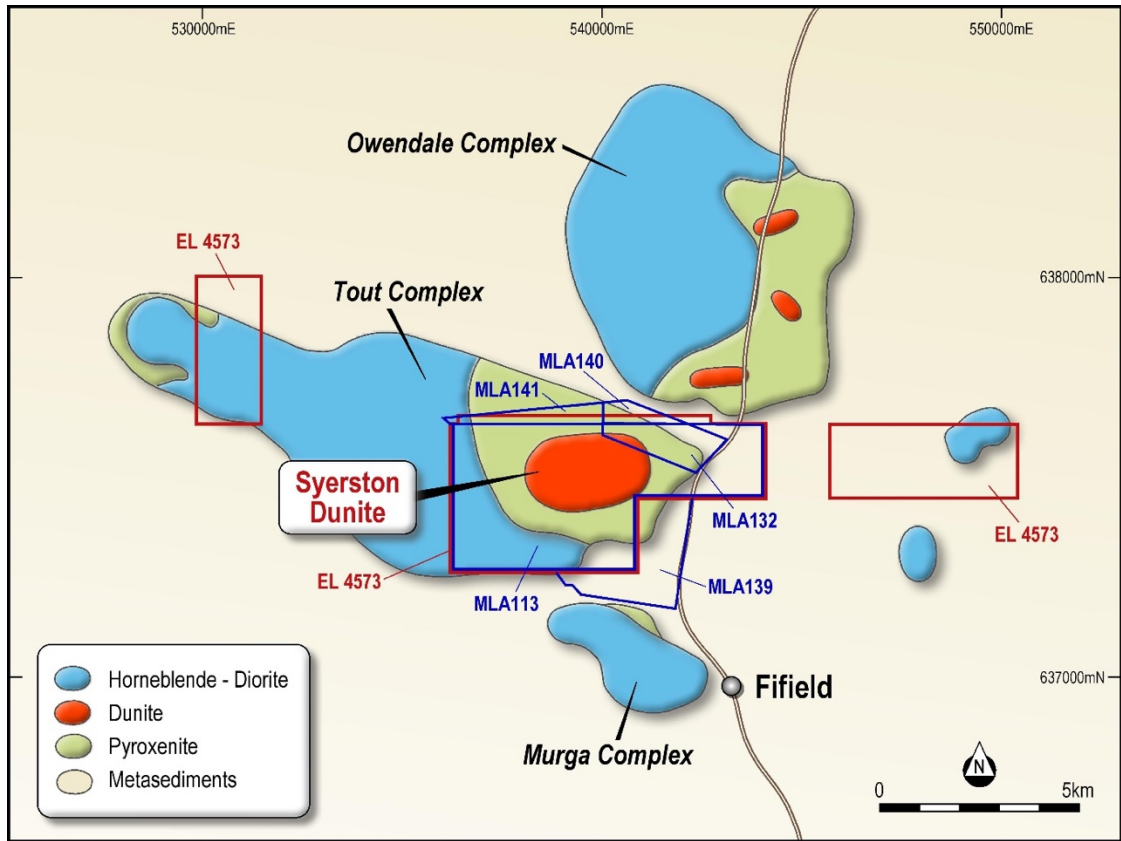 530000mE
540000mE
550000mE
Owendale Complex
EL 4573
638000mN
Tout Complex
MLA140
MLA141
Syerston
Dunite
MLA132
EL 4573
EL 4573
MLA113
MLA139
Horneblende - Diorite
Dunite
Pyroxenite
Metasediments
637000mN
Fifield
Murga Complex
N
0
5km